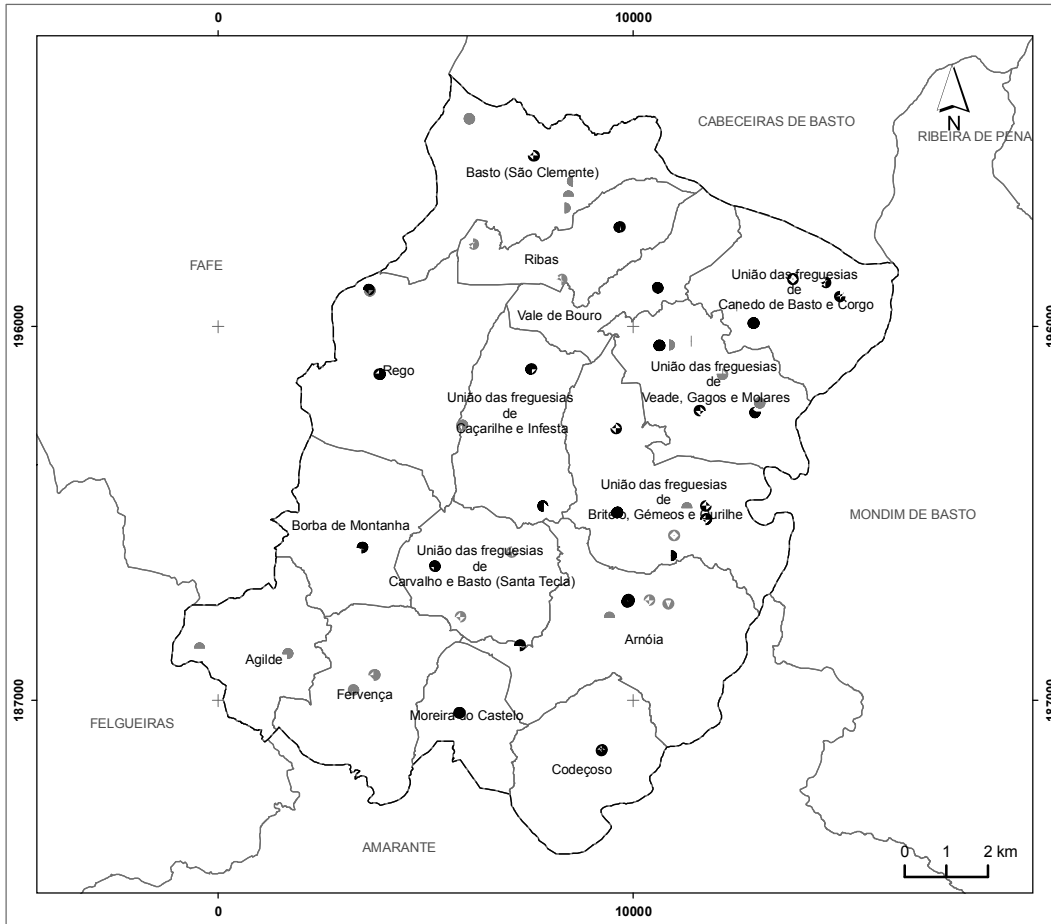 0
10000
CABECEIRAS DE BASTO
N
RIBEIRA DE PENA
Basto (São Clemente)
FAFE
Ribas
União das freguesias
de
Canedo de Basto e Corgo
Vale de Bouro
196000
196000
Rego
União das freguesias
de
Veade, Gagos e Molares
União das freguesias
de
Caçarilhe e Infesta
União das freguesias
de
Britelo, Gémeos e Ourilhe
MONDIM DE BASTO
Borba de Montanha
União das freguesias
de
Carvalho e Basto (Santa Tecla)
Arnóia
Agilde
Fervença
187000
187000
Moreira do Castelo
FELGUEIRAS
Codeçoso
AMARANTE
0 1 2 km
0
10000